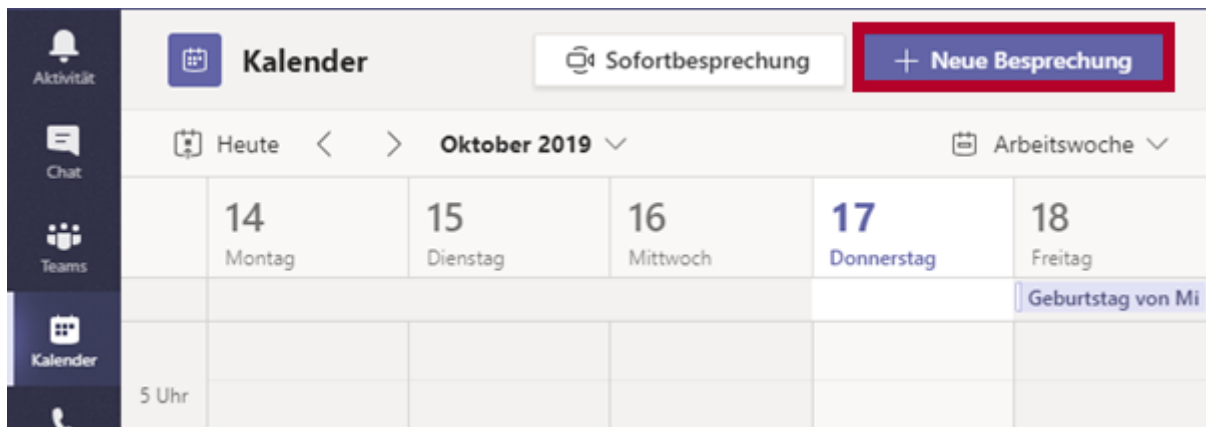 Aktivität
Chat
Teams
Kalender
Kalender
Sofortbesprechung
+ Neue Besprechung
Heute < > Oktober 2019
Arbeitswoche
14 15 16 17 18
Montag Dienstag Mittwoch Donnerstag Freitag
Geburtstag von Mi
5 Uhr